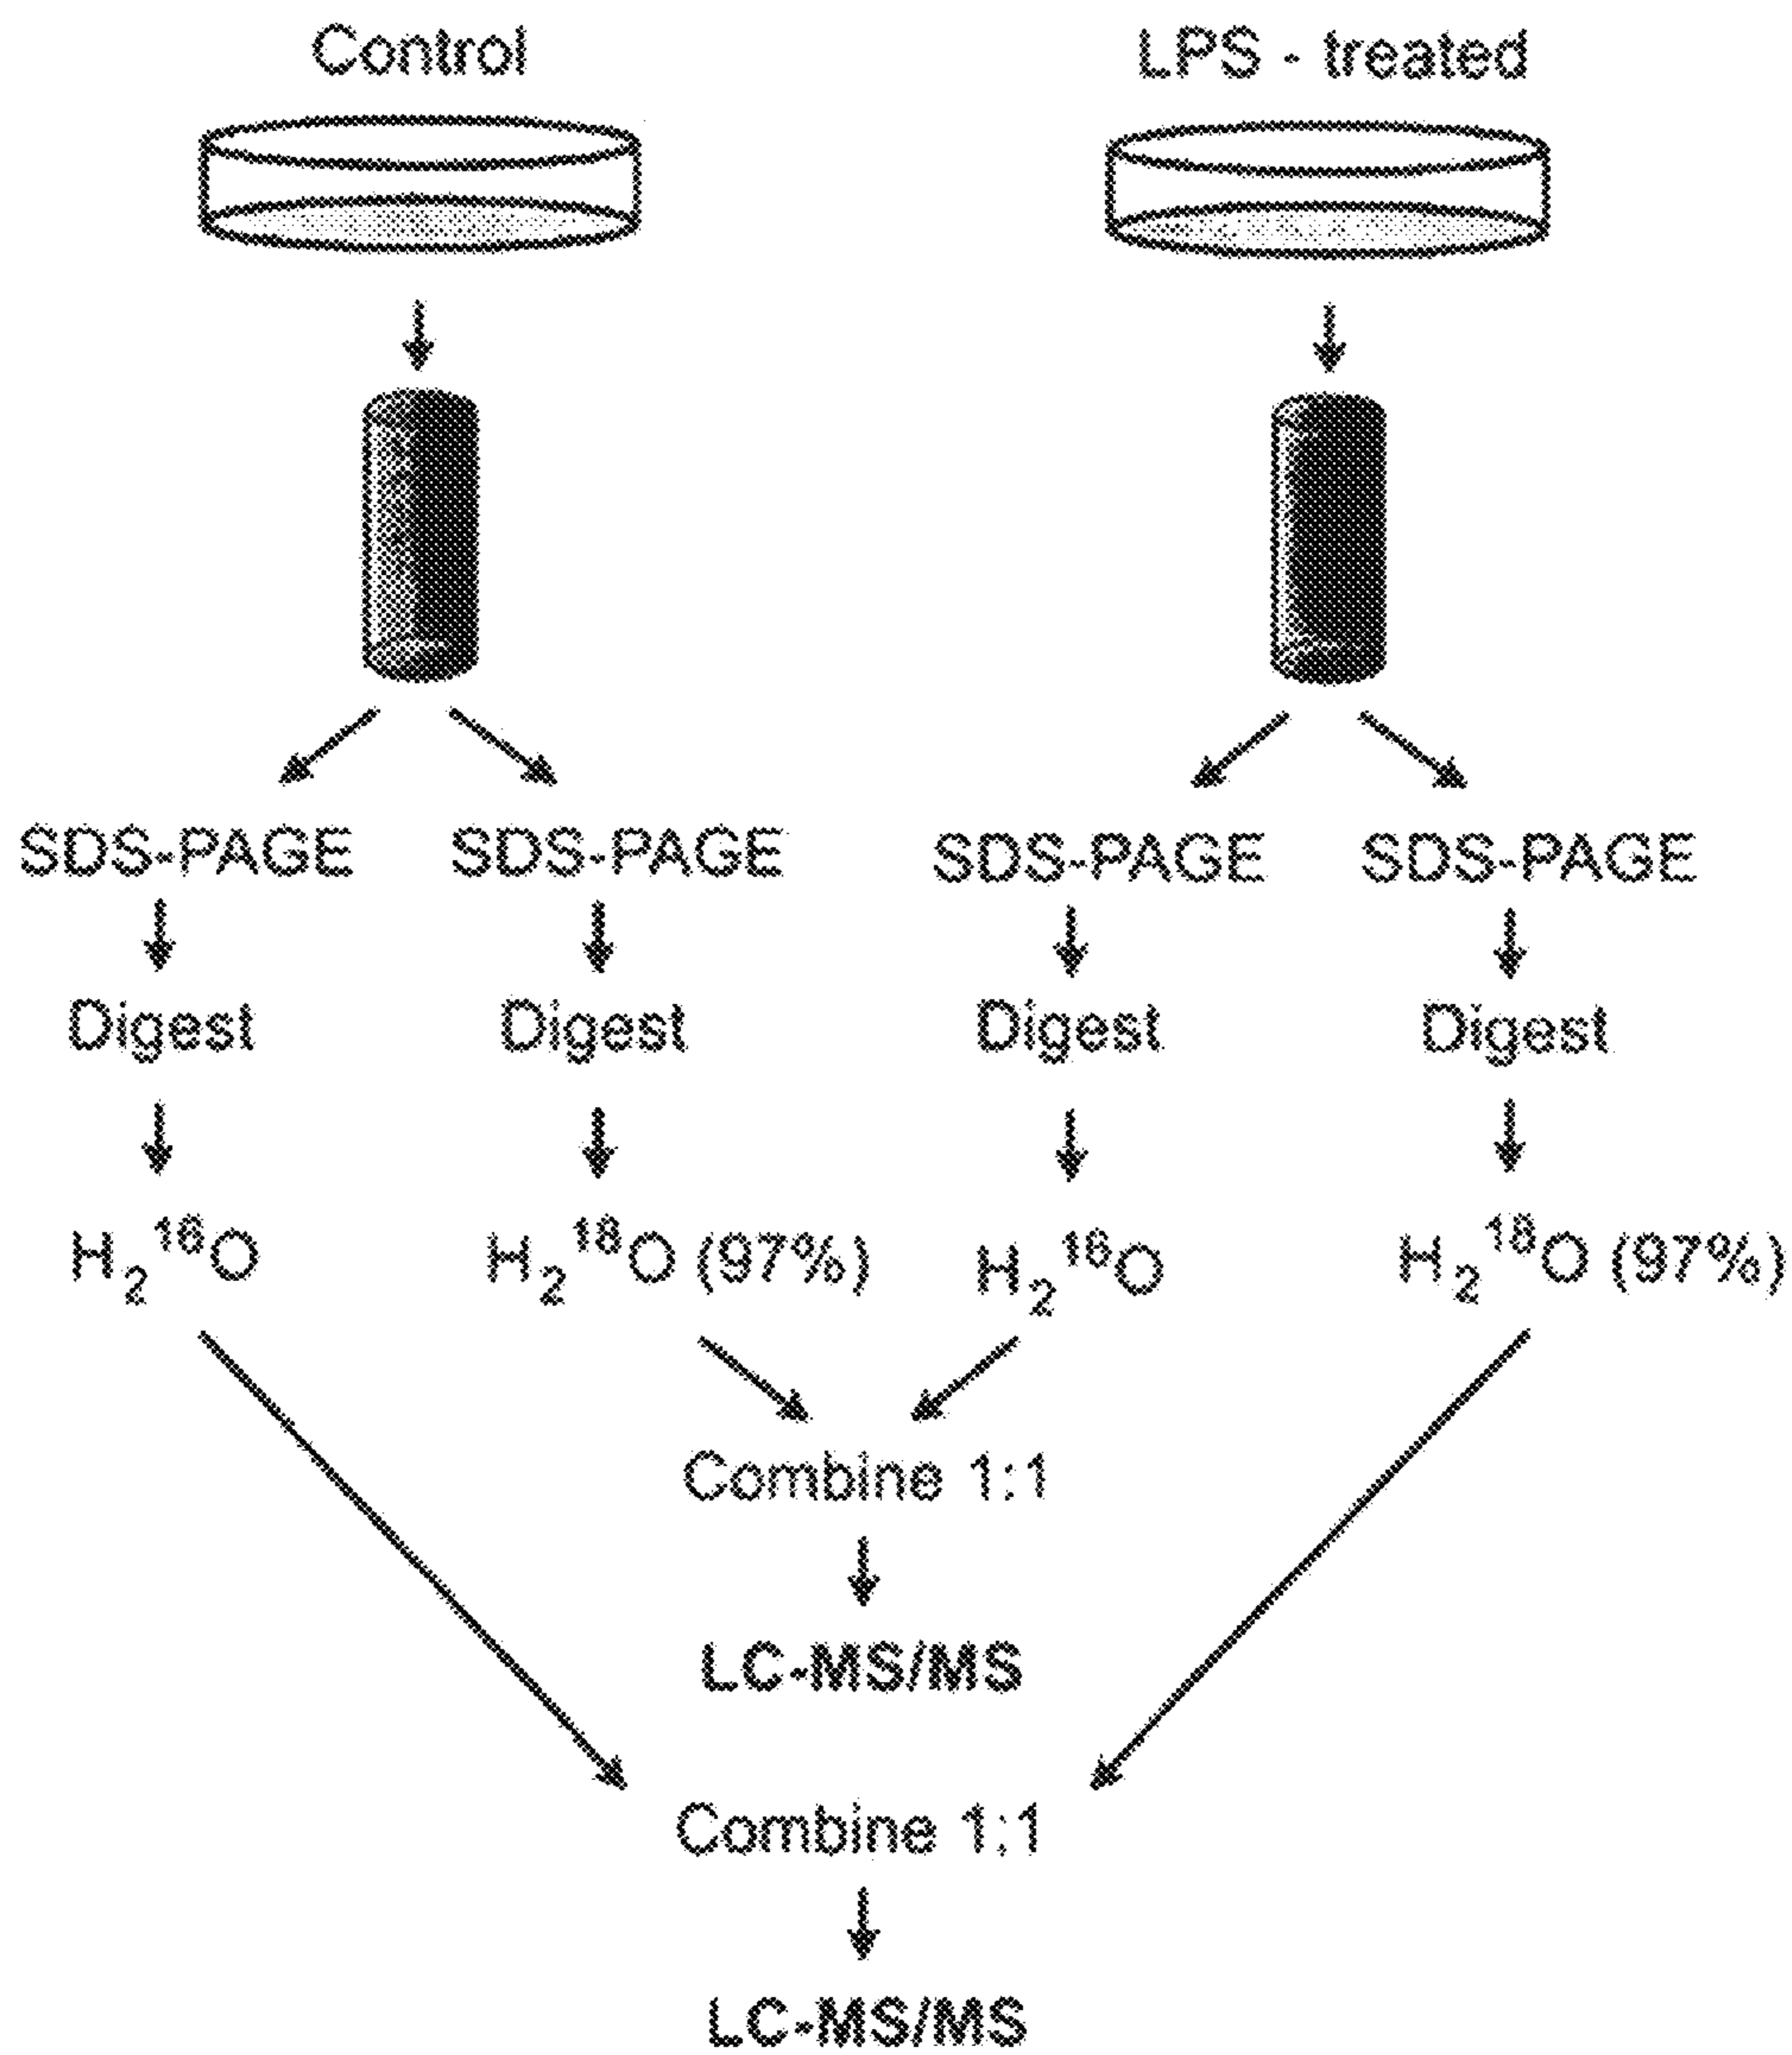 Control LPS - treated
SDS-PAGE SDS-PAGE SDS-PAGE SDS-PAGE
Digest Digest Digest Digest
H₂¹⁶O H₂¹⁸O (97%) H₂¹⁶O H₂¹⁸O (97%)
Combine 1:1
LC-MS/MS
Combine 1:1
LC-MS/MS